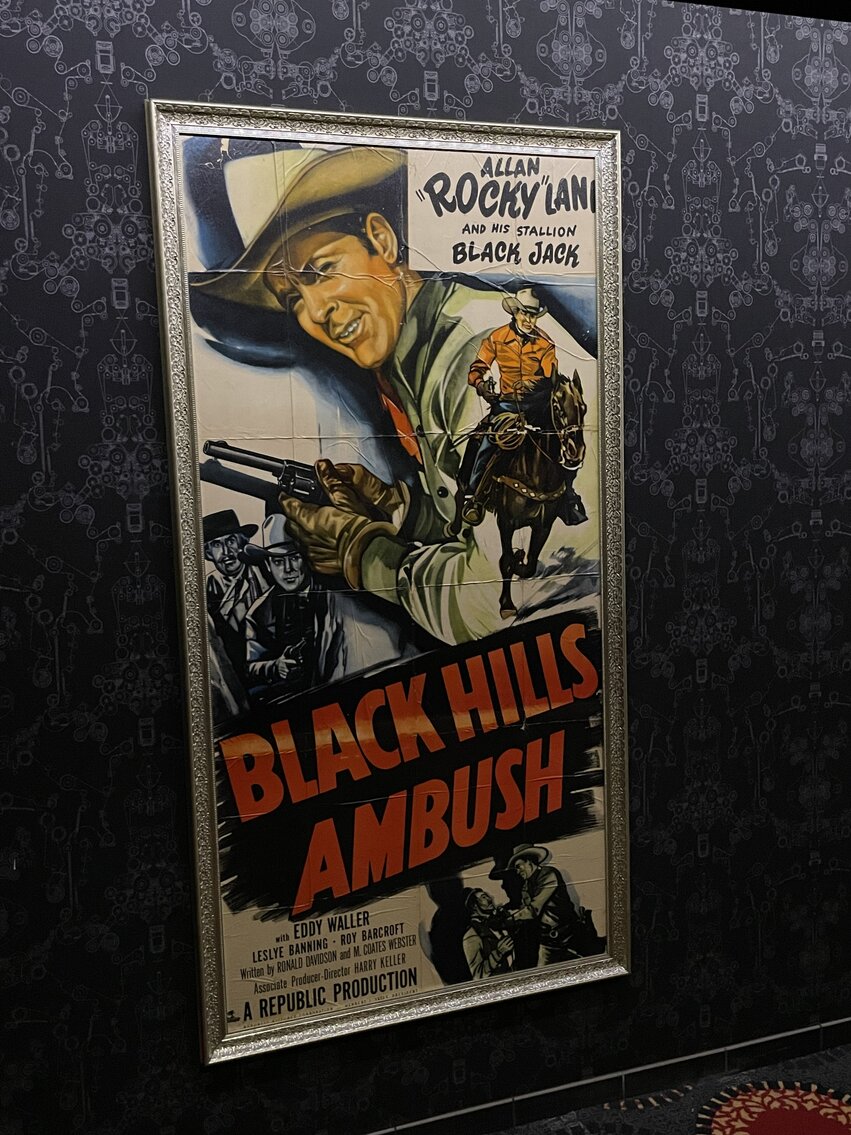 ALLAN
"ROCKY" LAN
AND HIS STALLION
BLACK JACK
BLACK HILLS
AMBUSH
with EDDY WALLER
LESLYE BANNING · ROY BARCROFT
Written by RONALD DAVIDSON and M. COATES WEBSTER
Associate Producer-Director HARRY KELLER
A REPUBLIC PRODUCTION